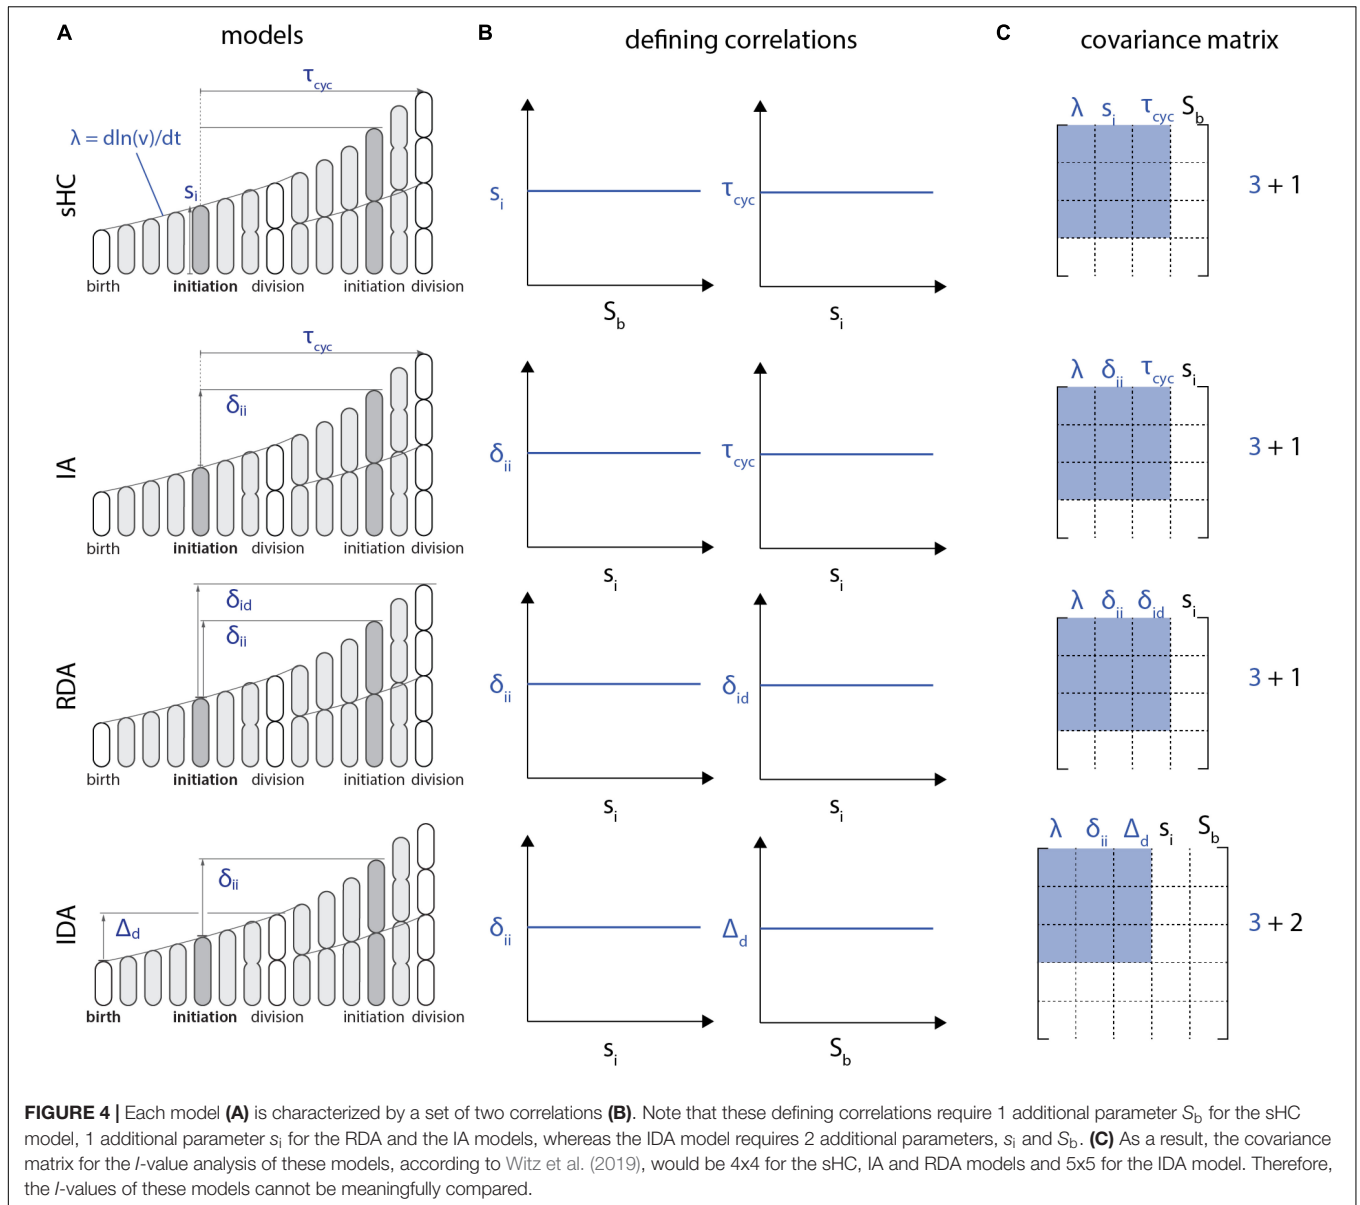 A models
B defining correlations
C covariance matrix
sHC
τcyc
λ = dln(v)/dt
si
birth initiation division initiation division
si
Sb
τcyc
si
λ si τcyc Sb
3 + 1
IA
τcyc
δii
birth initiation division initiation division
δii
si
τcyc
si
λ δii τcyc si
3 + 1
RDA
δid
δii
birth initiation division initiation division
δii
si
δid
si
λ δii δid si
3 + 1
IDA
δii
Δd
birth initiation division initiation division
δii
si
Δd
Sb
λ δii Δd si Sb
3 + 2
FIGURE 4 | Each model (A) is characterized by a set of two correlations (B). Note that these defining correlations require 1 additional parameter Sb for the sHC
model, 1 additional parameter si for the RDA and the IA models, whereas the IDA model requires 2 additional parameters, si and Sb. (C) As a result, the covariance
matrix for the I-value analysis of these models, according to Witz et al. (2019), would be 4x4 for the sHC, IA and RDA models and 5x5 for the IDA model. Therefore,
the I-values of these models cannot be meaningfully compared.